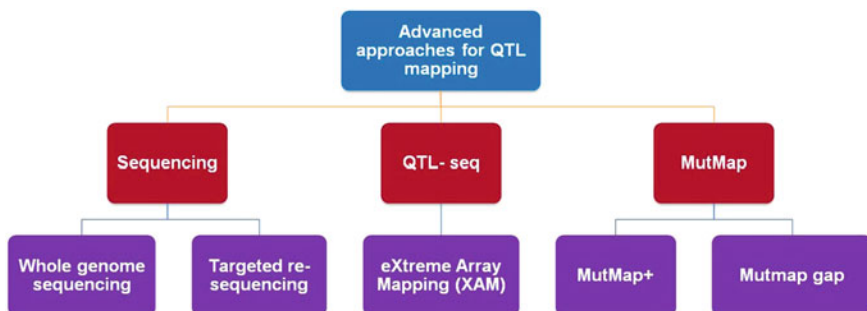 Advanced
approaches for QTL
mapping
Sequencing
QTL- seq
MutMap
Whole genome
sequencing
Targeted re-
sequencing
eXtreme Array
Mapping (XAM)
MutMap+
Mutmap gap